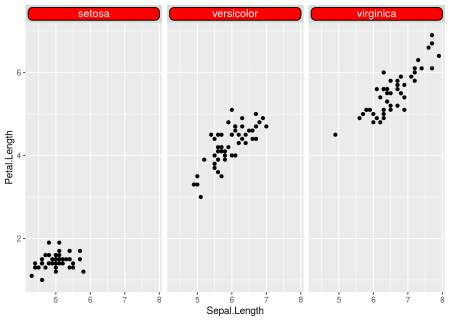 setosa
versicolor
virginica
6
4
2
Petal.Length
5 6 7 8
5 6 7 8
5 6 7 8
Sepal.Length